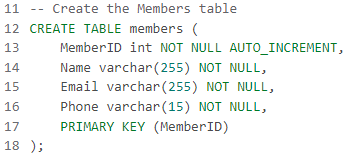 11 -- Create the Members table
12 CREATE TABLE members (
13     MemberID int NOT NULL AUTO_INCREMENT,
14     Name varchar(255) NOT NULL,
15     Email varchar(255) NOT NULL,
16     Phone varchar(15) NOT NULL,
17     PRIMARY KEY (MemberID)
18 );